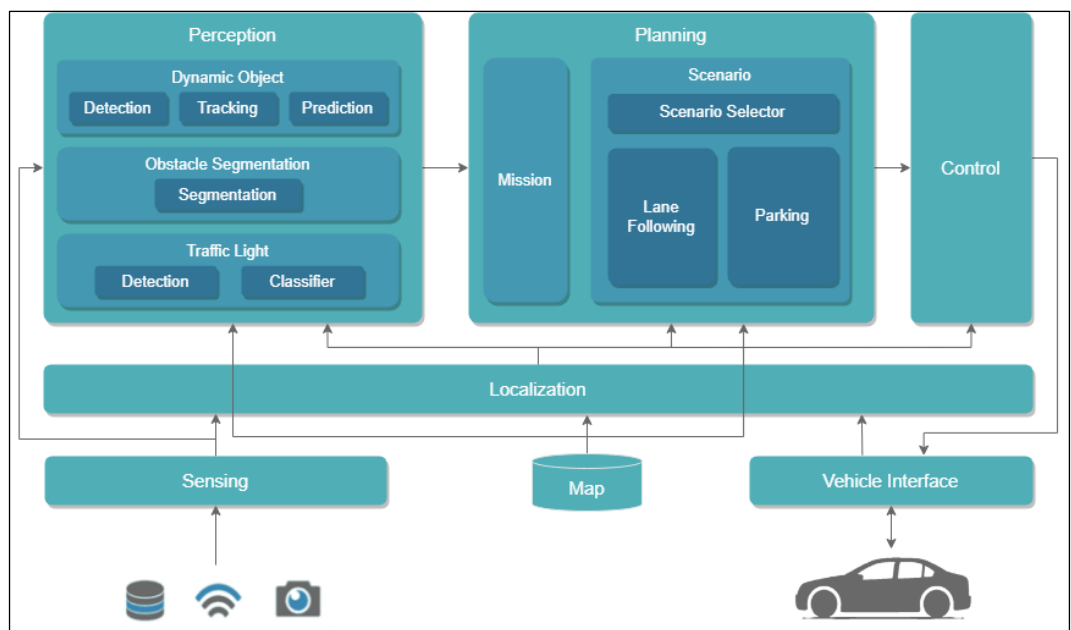 Perception
Dynamic Object
Detection
Tracking
Prediction
Obstacle Segmentation
Segmentation
Traffic Light
Detection
Classifier
Planning
Mission
Scenario
Scenario Selector
Lane
Following
Parking
Control
Localization
Sensing
Map
Vehicle Interface